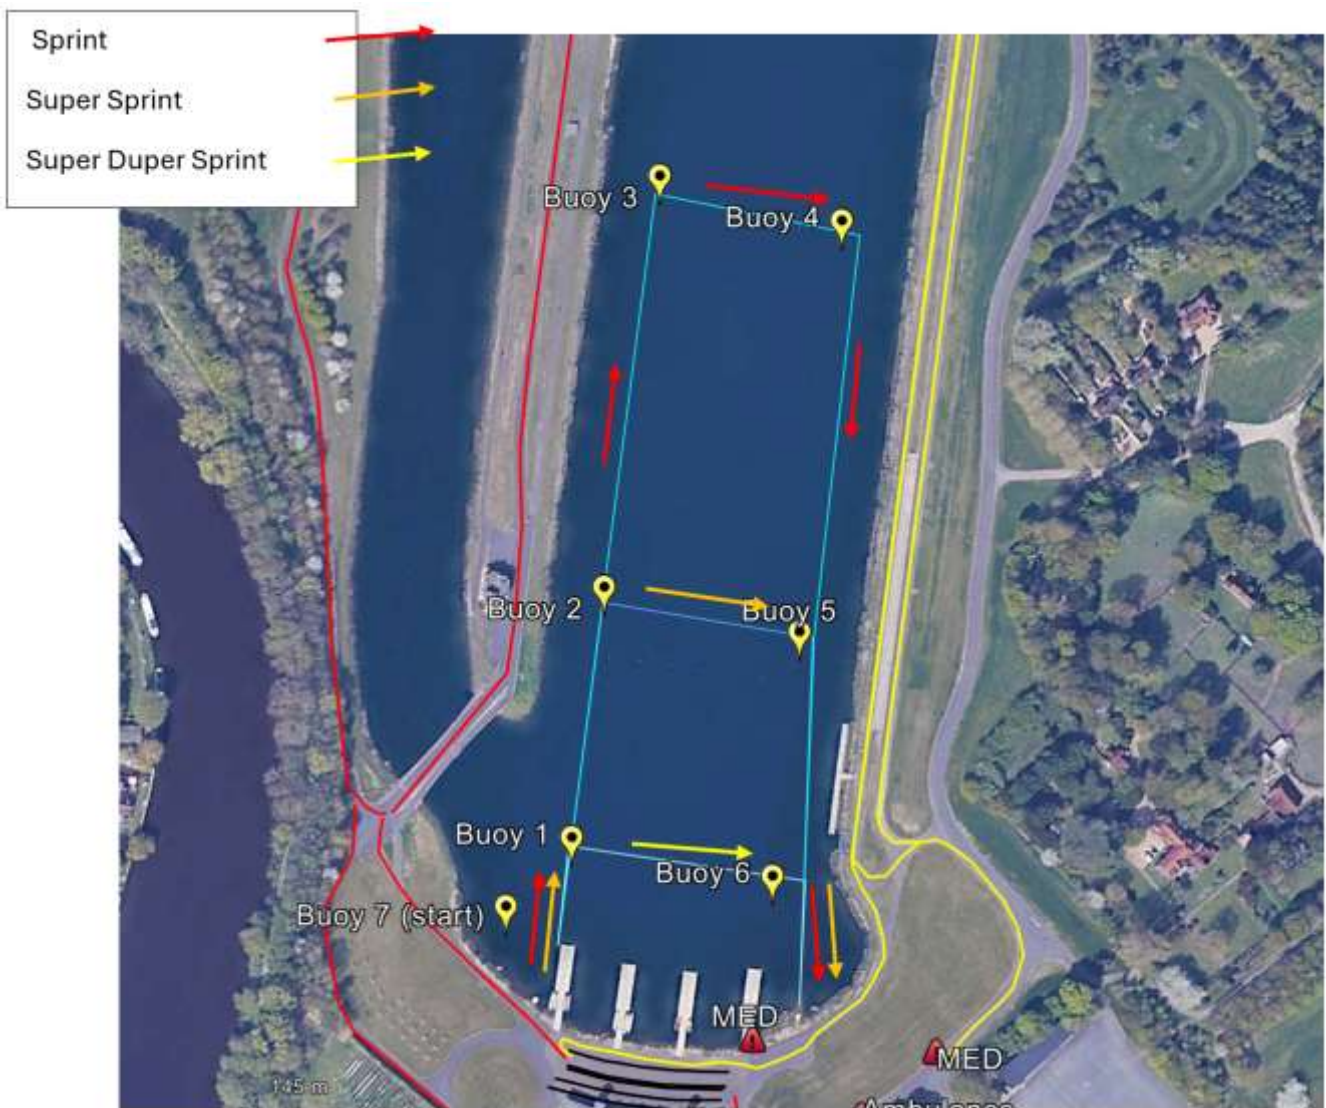 Sprint
Super Sprint
Super Duper Sprint
Buoy 3
Buoy 4
Buoy 2
Buoy 5
Buoy 1
Buoy 6
Buoy 7 (start)
MED
MED
145 m
Ambulance